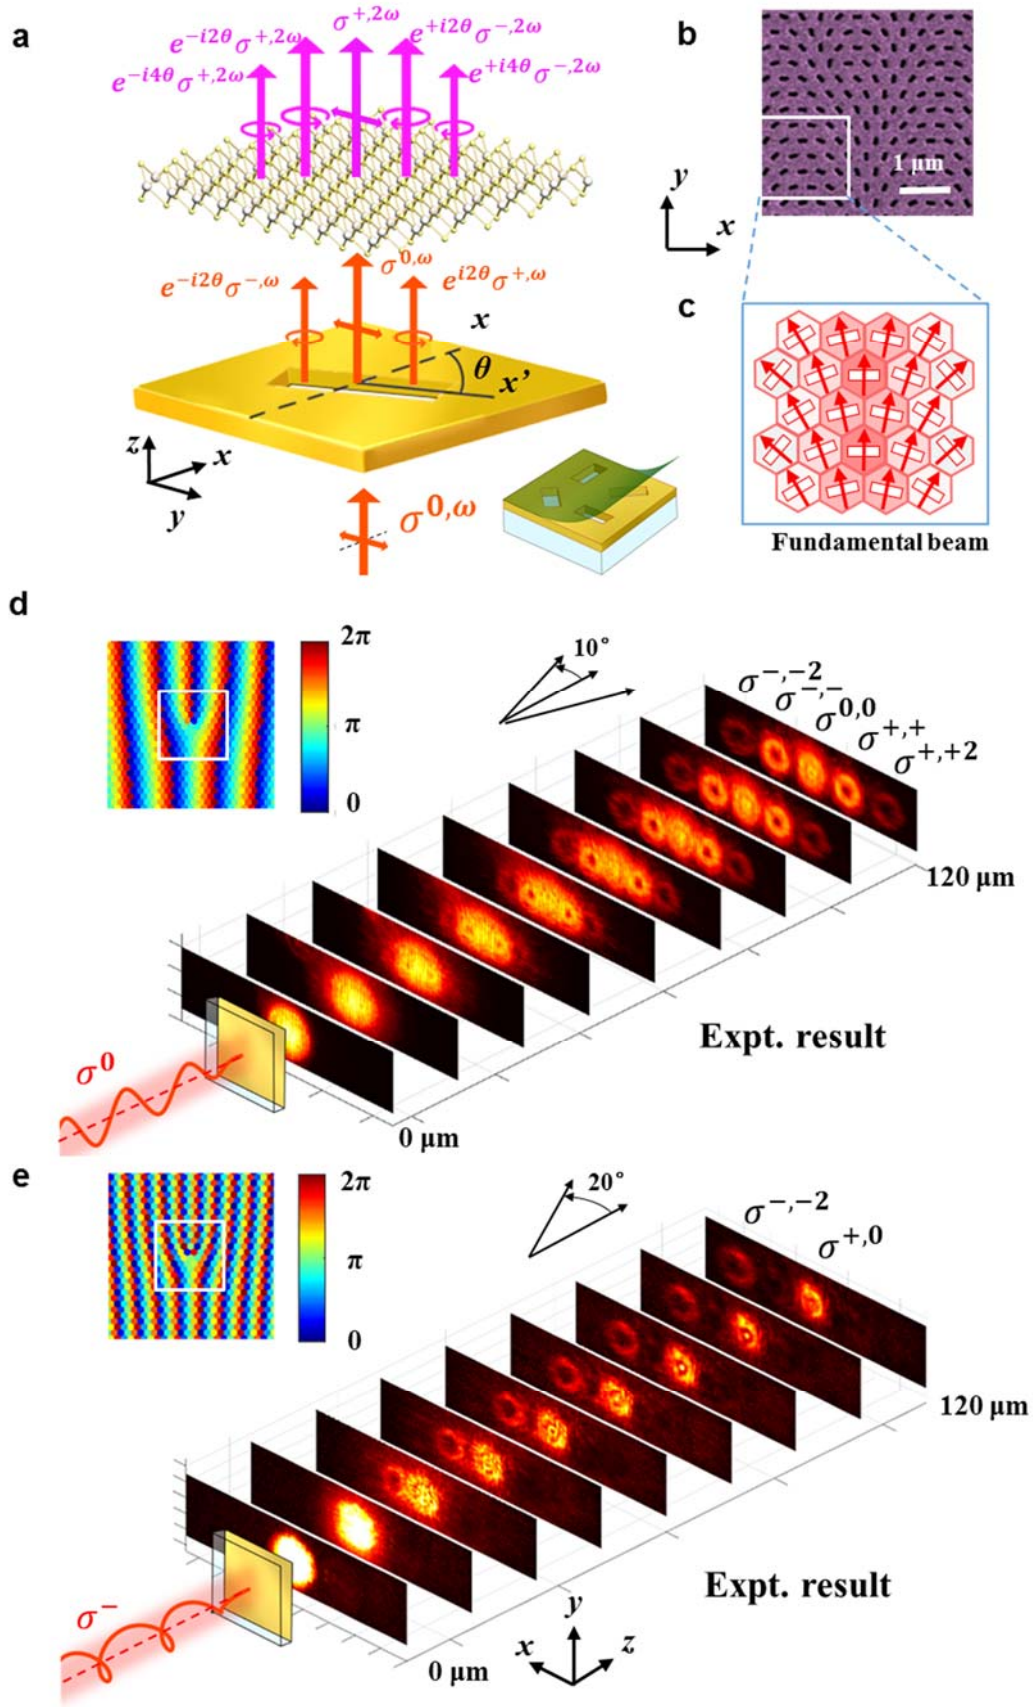 a
e^{-i4θ}σ^{+,2ω}
e^{-i2θ}σ^{+,2ω}
σ^{+,2ω}
e^{+i2θ}σ^{-,2ω}
e^{+i4θ}σ^{-,2ω}
e^{-i2θ}σ^{-,ω}
σ^{0,ω}
e^{i2θ}σ^{+,ω}
x
θ
x’
z
x
y
σ^{0,ω}
b
1 μm
y
x
c
Fundamental beam
d
2π
π
0
10°
σ^{-,-2}
σ^{-,-}
σ^{0,0}
σ^{+,+}
σ^{+,+2}
120 μm
Expt. result
σ^0
0 μm
e
2π
π
0
20°
σ^{-,-2}
σ^{+,0}
120 μm
Expt. result
σ^-
0 μm
y
x
z